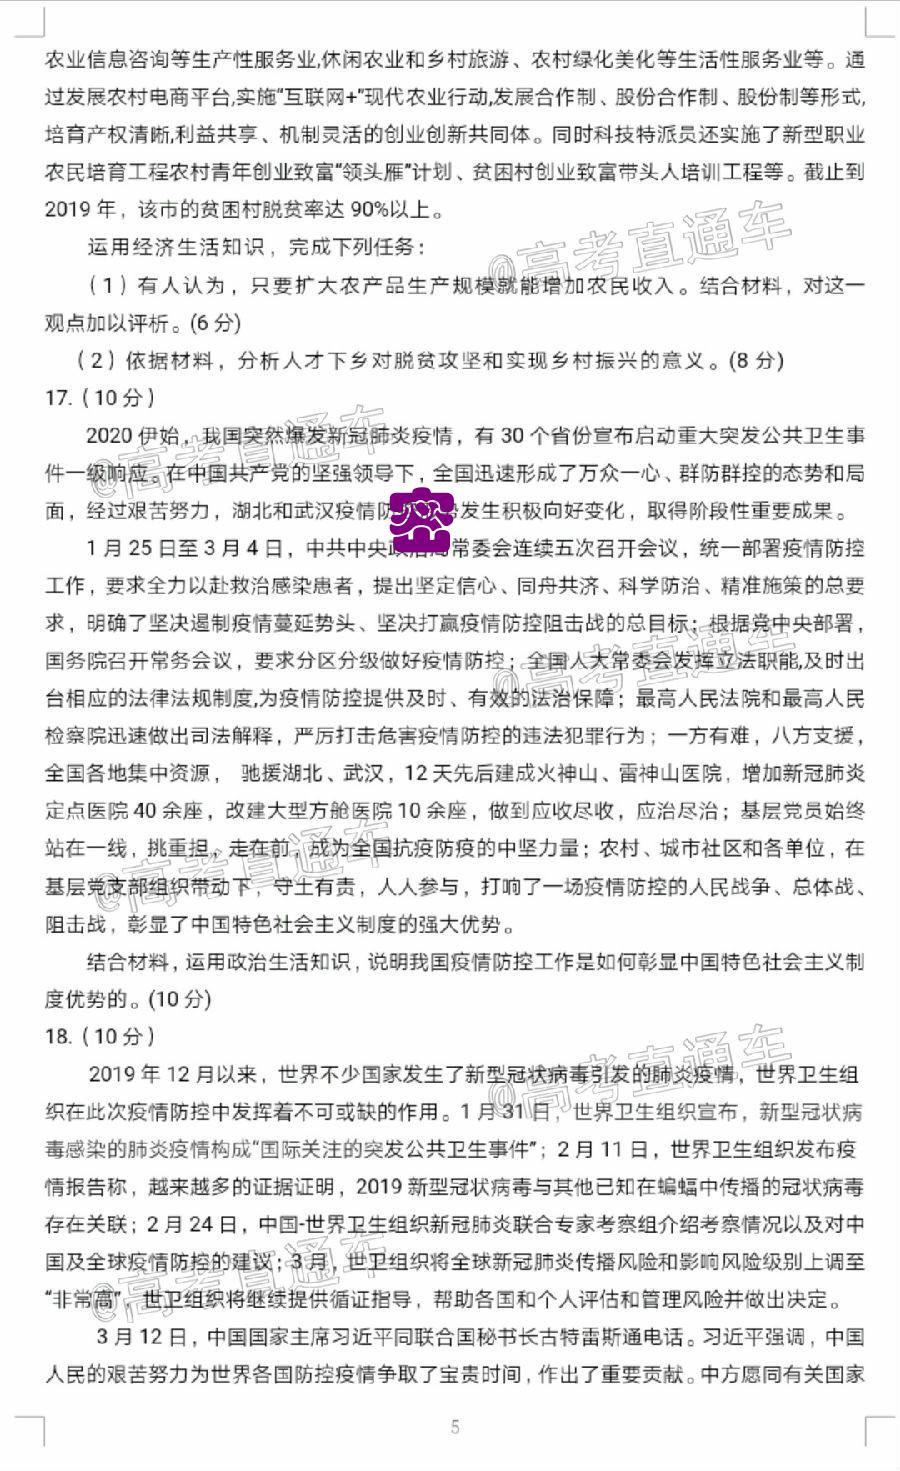 农业信息咨询等生产性服务业,休闲农业和乡村旅游、农村绿化美化等生活性服务业等。通
过发展农村电商平台,实施“互联网+”现代农业行动,发展合作制、股份合作制、股份制等形式,
培育产权清晰,利益共享、机制灵活的创业创新共同体。同时科技特派员还实施了新型职业
农民培育工程农村青年创业致富“领头雁”计划、贫困村创业致富带头人培训工程等。截止到
2019 年，该市的贫困村脱贫率达 90%以上。
运用经济生活知识，完成下列任务：
（1）有人认为，只要扩大农产品生产规模就能增加农民收入。结合材料，对这一
观点加以评析。(6 分)
（2）依据材料，分析人才下乡对脱贫攻坚和实现乡村振兴的意义。(8 分)
17.（10 分）
2020 伊始，我国突然爆发新冠肺炎疫情，有 30 个省份宣布启动重大突发公共卫生事
件一级响应。在中国共产党的坚强领导下，全国迅速形成了万众一心、群防群控的态势和局
面，经过艰苦努力，湖北和武汉疫情防 发生积极向好变化，取得阶段性重要成果。
1 月 25 日至 3 月 4 日，中共中央 常委会连续五次召开会议，统一部署疫情防控
工作，要求全力以赴救治感染患者，提出坚定信心、同舟共济、科学防治、精准施策的总要
求，明确了坚决遏制疫情蔓延势头、坚决打赢疫情防控阻击战的总目标；根据党中央部署，
国务院召开常务会议，要求分区分级做好疫情防控；全国人大常委会发挥立法职能,及时出
台相应的法律法规制度,为疫情防控提供及时、有效的法治保障；最高人民法院和最高人民
检察院迅速做出司法解释，严厉打击危害疫情防控的违法犯罪行为；一方有难，八方支援，
全国各地集中资源， 驰援湖北、武汉，12 天先后建成火神山、雷神山医院，增加新冠肺炎
定点医院 40 余座，改建大型方舱医院 10 余座，做到应收尽收，应治尽治；基层党员始终
站在一线，挑重担，走在前，成为全国抗疫防疫的中坚力量；农村、城市社区和各单位，在
基层党支部组织带动下，守土有责，人人参与，打响了一场疫情防控的人民战争、总体战、
阻击战，彰显了中国特色社会主义制度的强大优势。
结合材料，运用政治生活知识，说明我国疫情防控工作是如何彰显中国特色社会主义制
度优势的。(10 分)
18.（10 分）
2019 年 12 月以来，世界不少国家发生了新型冠状病毒引发的肺炎疫情，世界卫生组
织在此次疫情防控中发挥着不可或缺的作用。1 月 31 日，世界卫生组织宣布，新型冠状病
毒感染的肺炎疫情构成“国际关注的突发公共卫生事件”；2 月 11 日，世界卫生组织发布疫
情报告称，越来越多的证据证明，2019 新型冠状病毒与其他已知在蝙蝠中传播的冠状病毒
存在关联；2 月 24 日，中国-世界卫生组织新冠肺炎联合专家考察组介绍考察情况以及对中
国及全球疫情防控的建议；3 月，世卫组织将全球新冠肺炎传播风险和影响风险级别上调至
“非常高”，世卫组织将继续提供循证指导，帮助各国和个人评估和管理风险并做出决定。
3 月 12 日，中国国家主席习近平同联合国秘书长古特雷斯通电话。习近平强调，中国
人民的艰苦努力为世界各国防控疫情争取了宝贵时间，作出了重要贡献。中方愿同有关国家
5
@高考直通车
@高考直通车
@高考直通车
@高考直通车
@高考直通车
@高考直通车